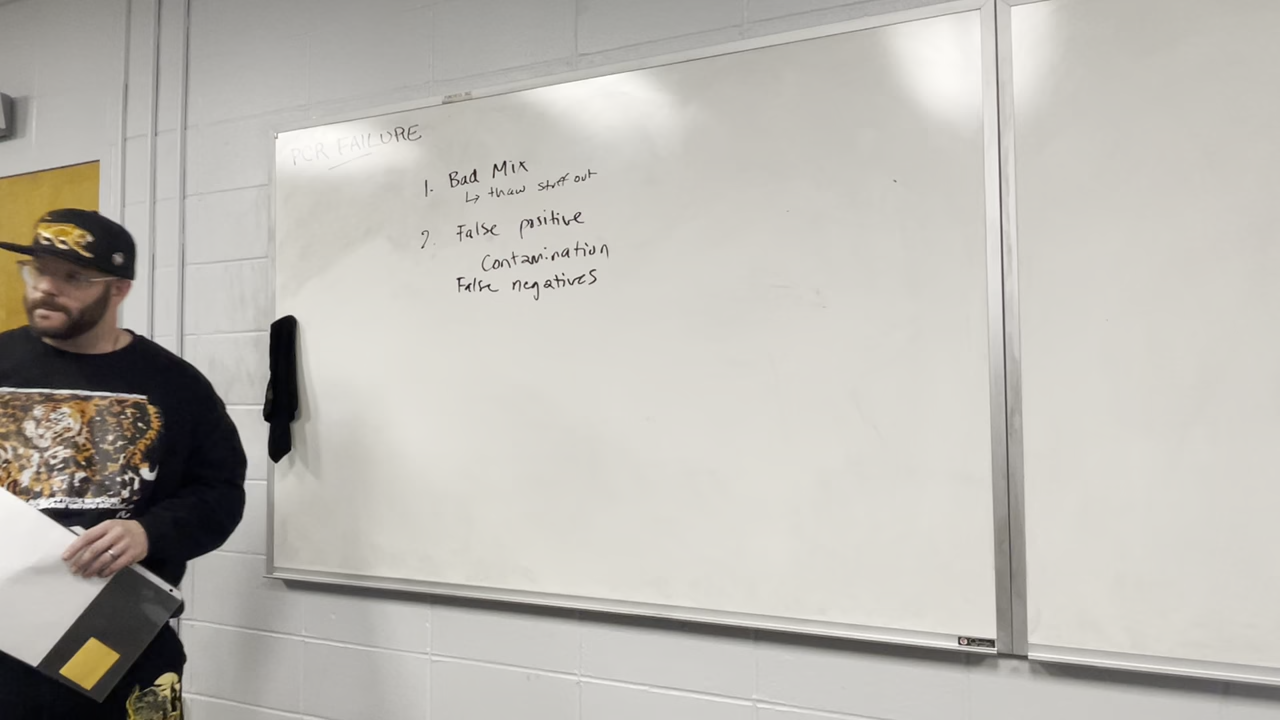 PCR FAILURE
1. Bad Mix
↳ thaw stuff out
2. False positive
Contamination
False negatives